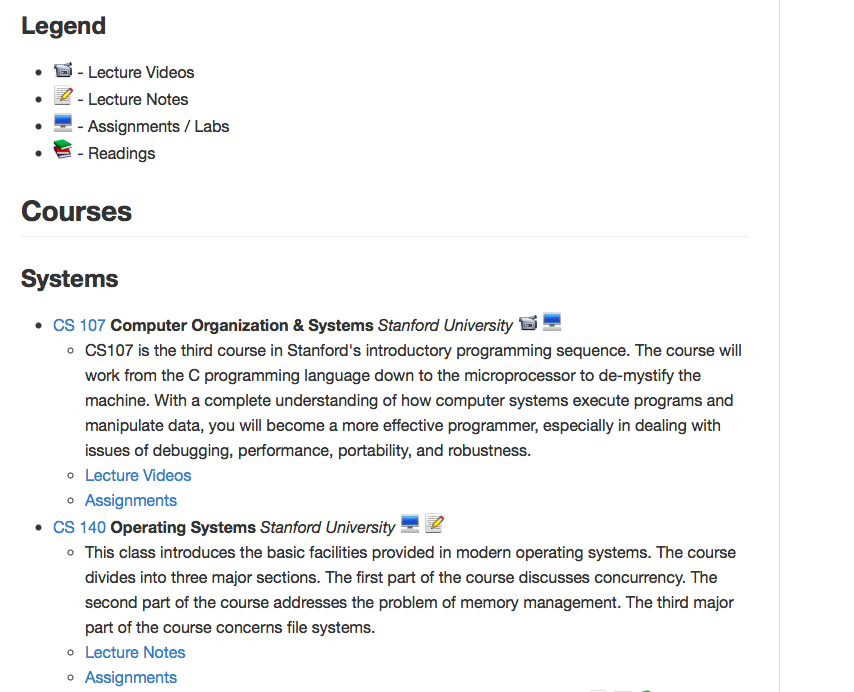 Legend
- Lecture Videos
- Lecture Notes
- Assignments / Labs
- Readings
Courses
Systems
CS 107 Computer Organization & Systems Stanford University
CS107 is the third course in Stanford's introductory programming sequence. The course will
work from the C programming language down to the microprocessor to de-mystify the
machine. With a complete understanding of how computer systems execute programs and
manipulate data, you will become a more effective programmer, especially in dealing with
issues of debugging, performance, portability, and robustness.
Lecture Videos
Assignments
CS 140 Operating Systems Stanford University
This class introduces the basic facilities provided in modern operating systems. The course
divides into three major sections. The first part of the course discusses concurrency. The
second part of the course addresses the problem of memory management. The third major
part of the course concerns file systems.
Lecture Notes
Assignments